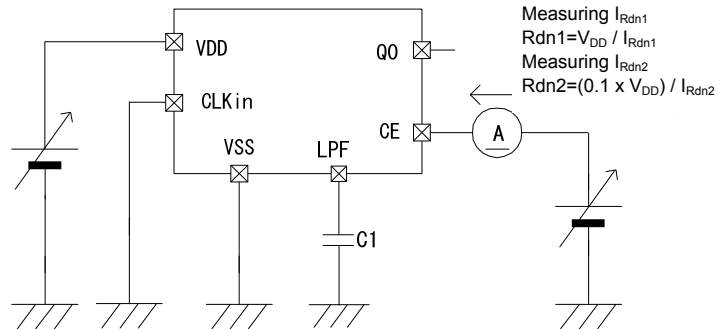 Measuring IRdn1
Rdn1=VDD / IRdn1
Measuring IRdn2
Rdn2=(0.1 x VDD) / IRdn2
VDD
QO
CLKin
CE
A
VSS
LPF
C1